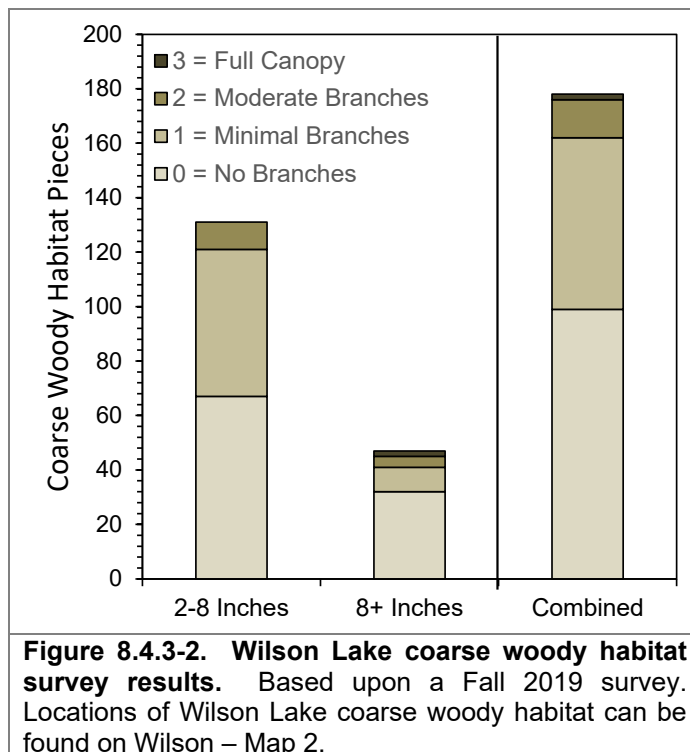 200
180
160
140
120
100
80
60
40
20
0
Coarse Woody Habitat Pieces
3 = Full Canopy
2 = Moderate Branches
1 = Minimal Branches
0 = No Branches
2-8 Inches 8+ Inches Combined
Figure 8.4.3-2. Wilson Lake coarse woody habitat
survey results. Based upon a Fall 2019 survey.
Locations of Wilson Lake coarse woody habitat can be
found on Wilson – Map 2.